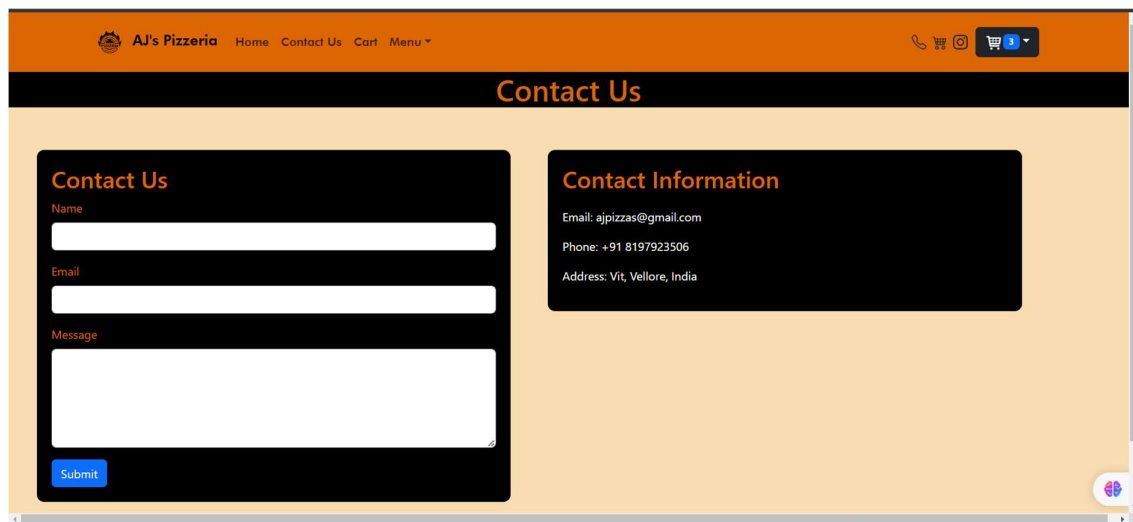 AJ's Pizzeria Home Contact Us Cart Menu 3
Contact Us
Contact Us
Name
Email
Message
Submit
Contact Information
Email: ajpizzas@gmail.com
Phone: +91 8197923506
Address: Vit, Vellore, India